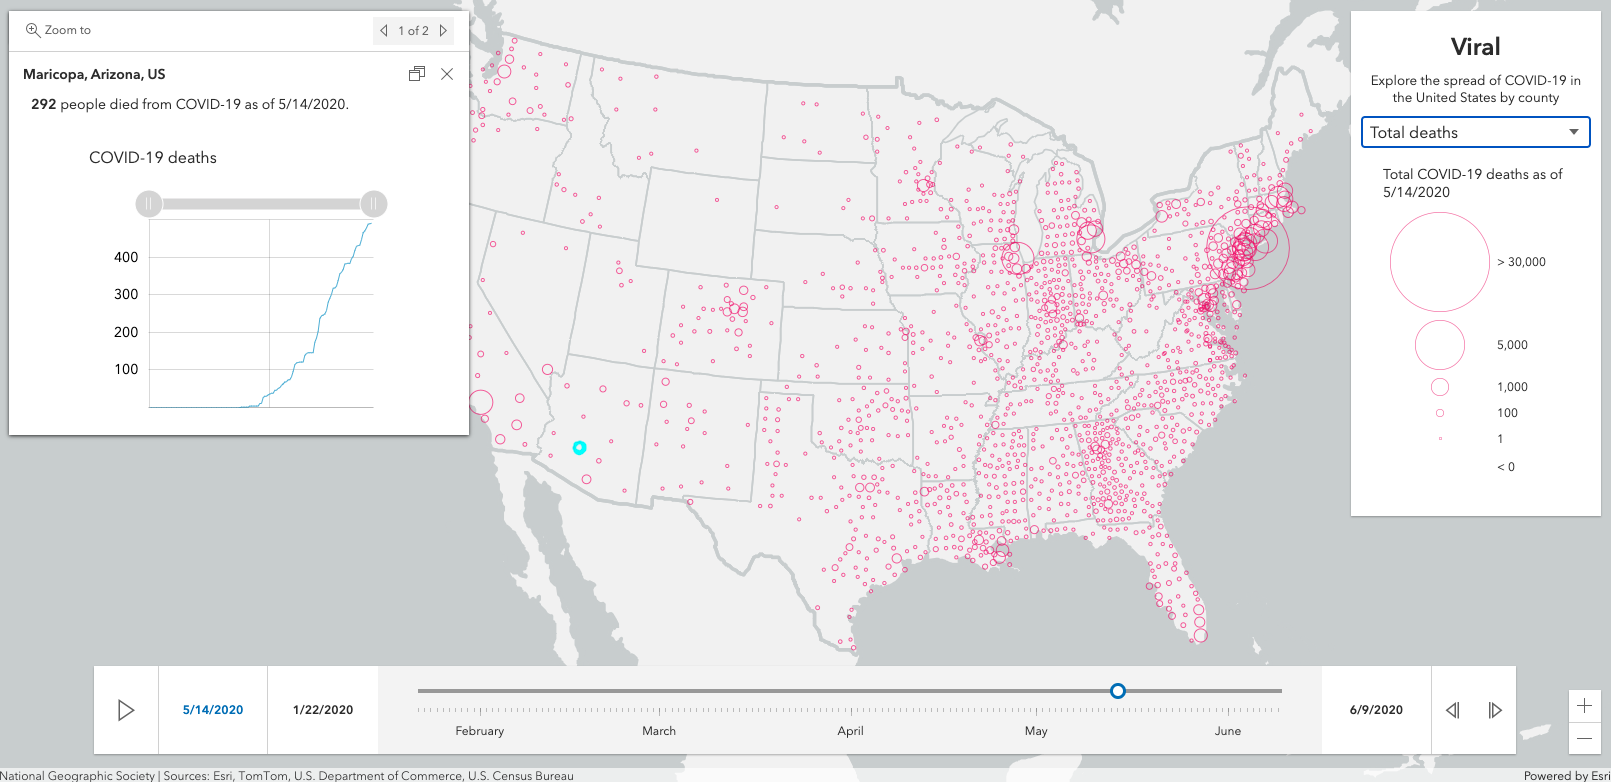 Zoom to
1 of 2
Maricopa, Arizona, US
292 people died from COVID-19 as of 5/14/2020.
COVID-19 deaths
400
300
200
100
Viral
Explore the spread of COVID-19 in
the United States by county
Total deaths
Total COVID-19 deaths as of
5/14/2020
> 30,000
5,000
1,000
100
1
< 0
5/14/2020
1/22/2020
February
March
April
May
June
6/9/2020
National Geographic Society | Sources: Esri, TomTom, U.S. Department of Commerce, U.S. Census Bureau
Powered by Esri